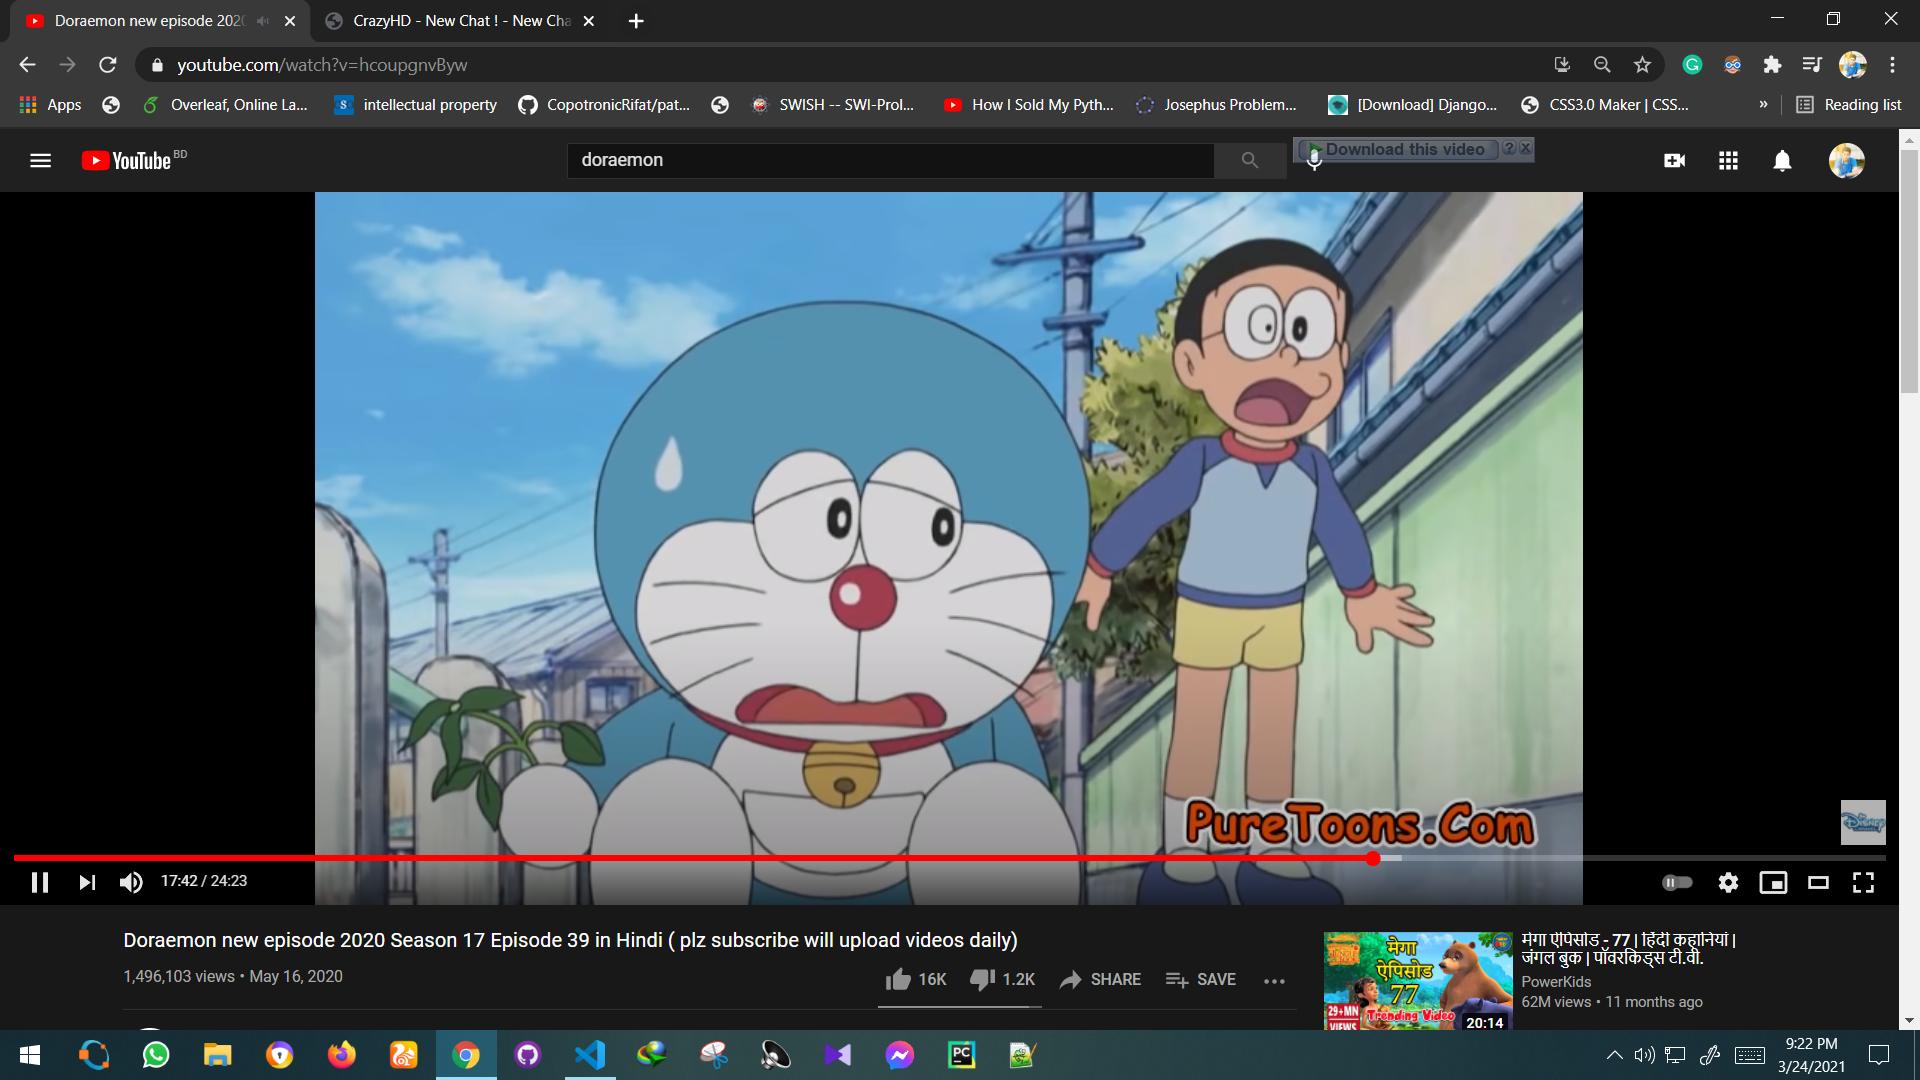 Doraemon new episode 202
CrazyHD - New Chat ! - New Cha
youtube.com/watch?v=hcoupgnvByw
Apps
Overleaf, Online La...
intellectual property
CopotronicRifat/pat...
SWISH -- SWI-Prol...
How I Sold My Pyth...
Josephus Problem...
[Download] Django...
CSS3.0 Maker | CSS...
»
Reading list
YouTube BD
doraemon
Download this video
PureToons.Com
Disney
17:42 / 24:23
Doraemon new episode 2020 Season 17 Episode 39 in Hindi ( plz subscribe will upload videos daily)
1,496,103 views • May 16, 2020
16K
1.2K
SHARE
SAVE
मेगा
ऐपिसोड
77
29+MN
VIEWS
Trending Video
20:14
मेगा ऐपिसोड - 77 | हिंदी कहानियां |
जंगल बुक | पॉवरकिड्स टी.वी.
PowerKids
62M views • 11 months ago
PC
9:22 PM
3/24/2021